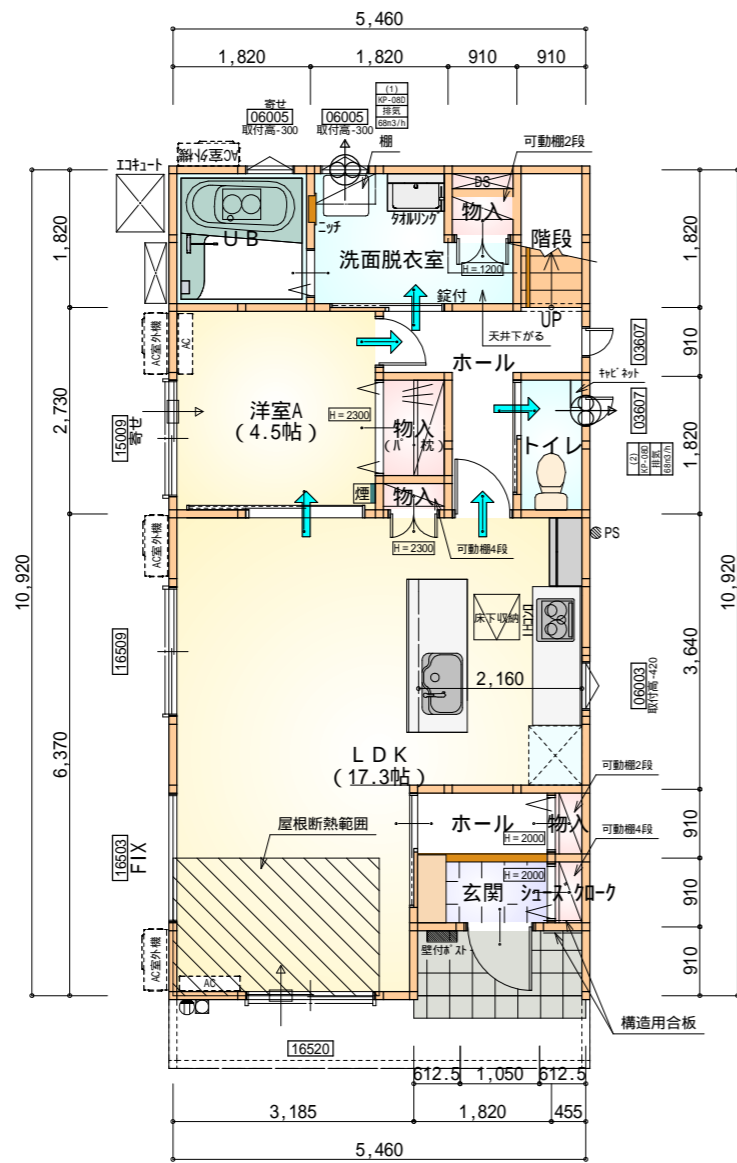 5,460
1,820
1,820
910
910
寄せ
06005
取付高-300
06005
取付高-300
(1)
KP-08D
排気
68m3/h
棚
可動棚2段
AC室外機
エコキュート
DS
ニッチ
タオルリング
物入
階段
UB
洗面脱衣室
H=1200
錠付
UP
天井下がる
1,820
2,730
6,370
10,920
1,820
910
1,820
3,640
910
910
910
10,920
AC室外機
AC
ホール
03607
キャビネット
03607
15009
寄せ
洋室A
(4.5帖)
H=2300
物入
(パイプ、枕)
トイレ
(2)
KP-08D
排気
68m3/h
煙
物入
H=2300
可動棚4段
PS
AC室外機
床下収納
IHコンロ
16509
2,160
06003
取付高-420
LDK
(17.3帖)
可動棚2段
屋根断熱範囲
ホール
H=2000
物入
可動棚4段
16503
FIX
H=2000
玄関
シューズクローク
AC室外機
壁付ポスト
AC
構造用合板
16520
612.5
1,050
612.5
3,185
1,820
455
5,460